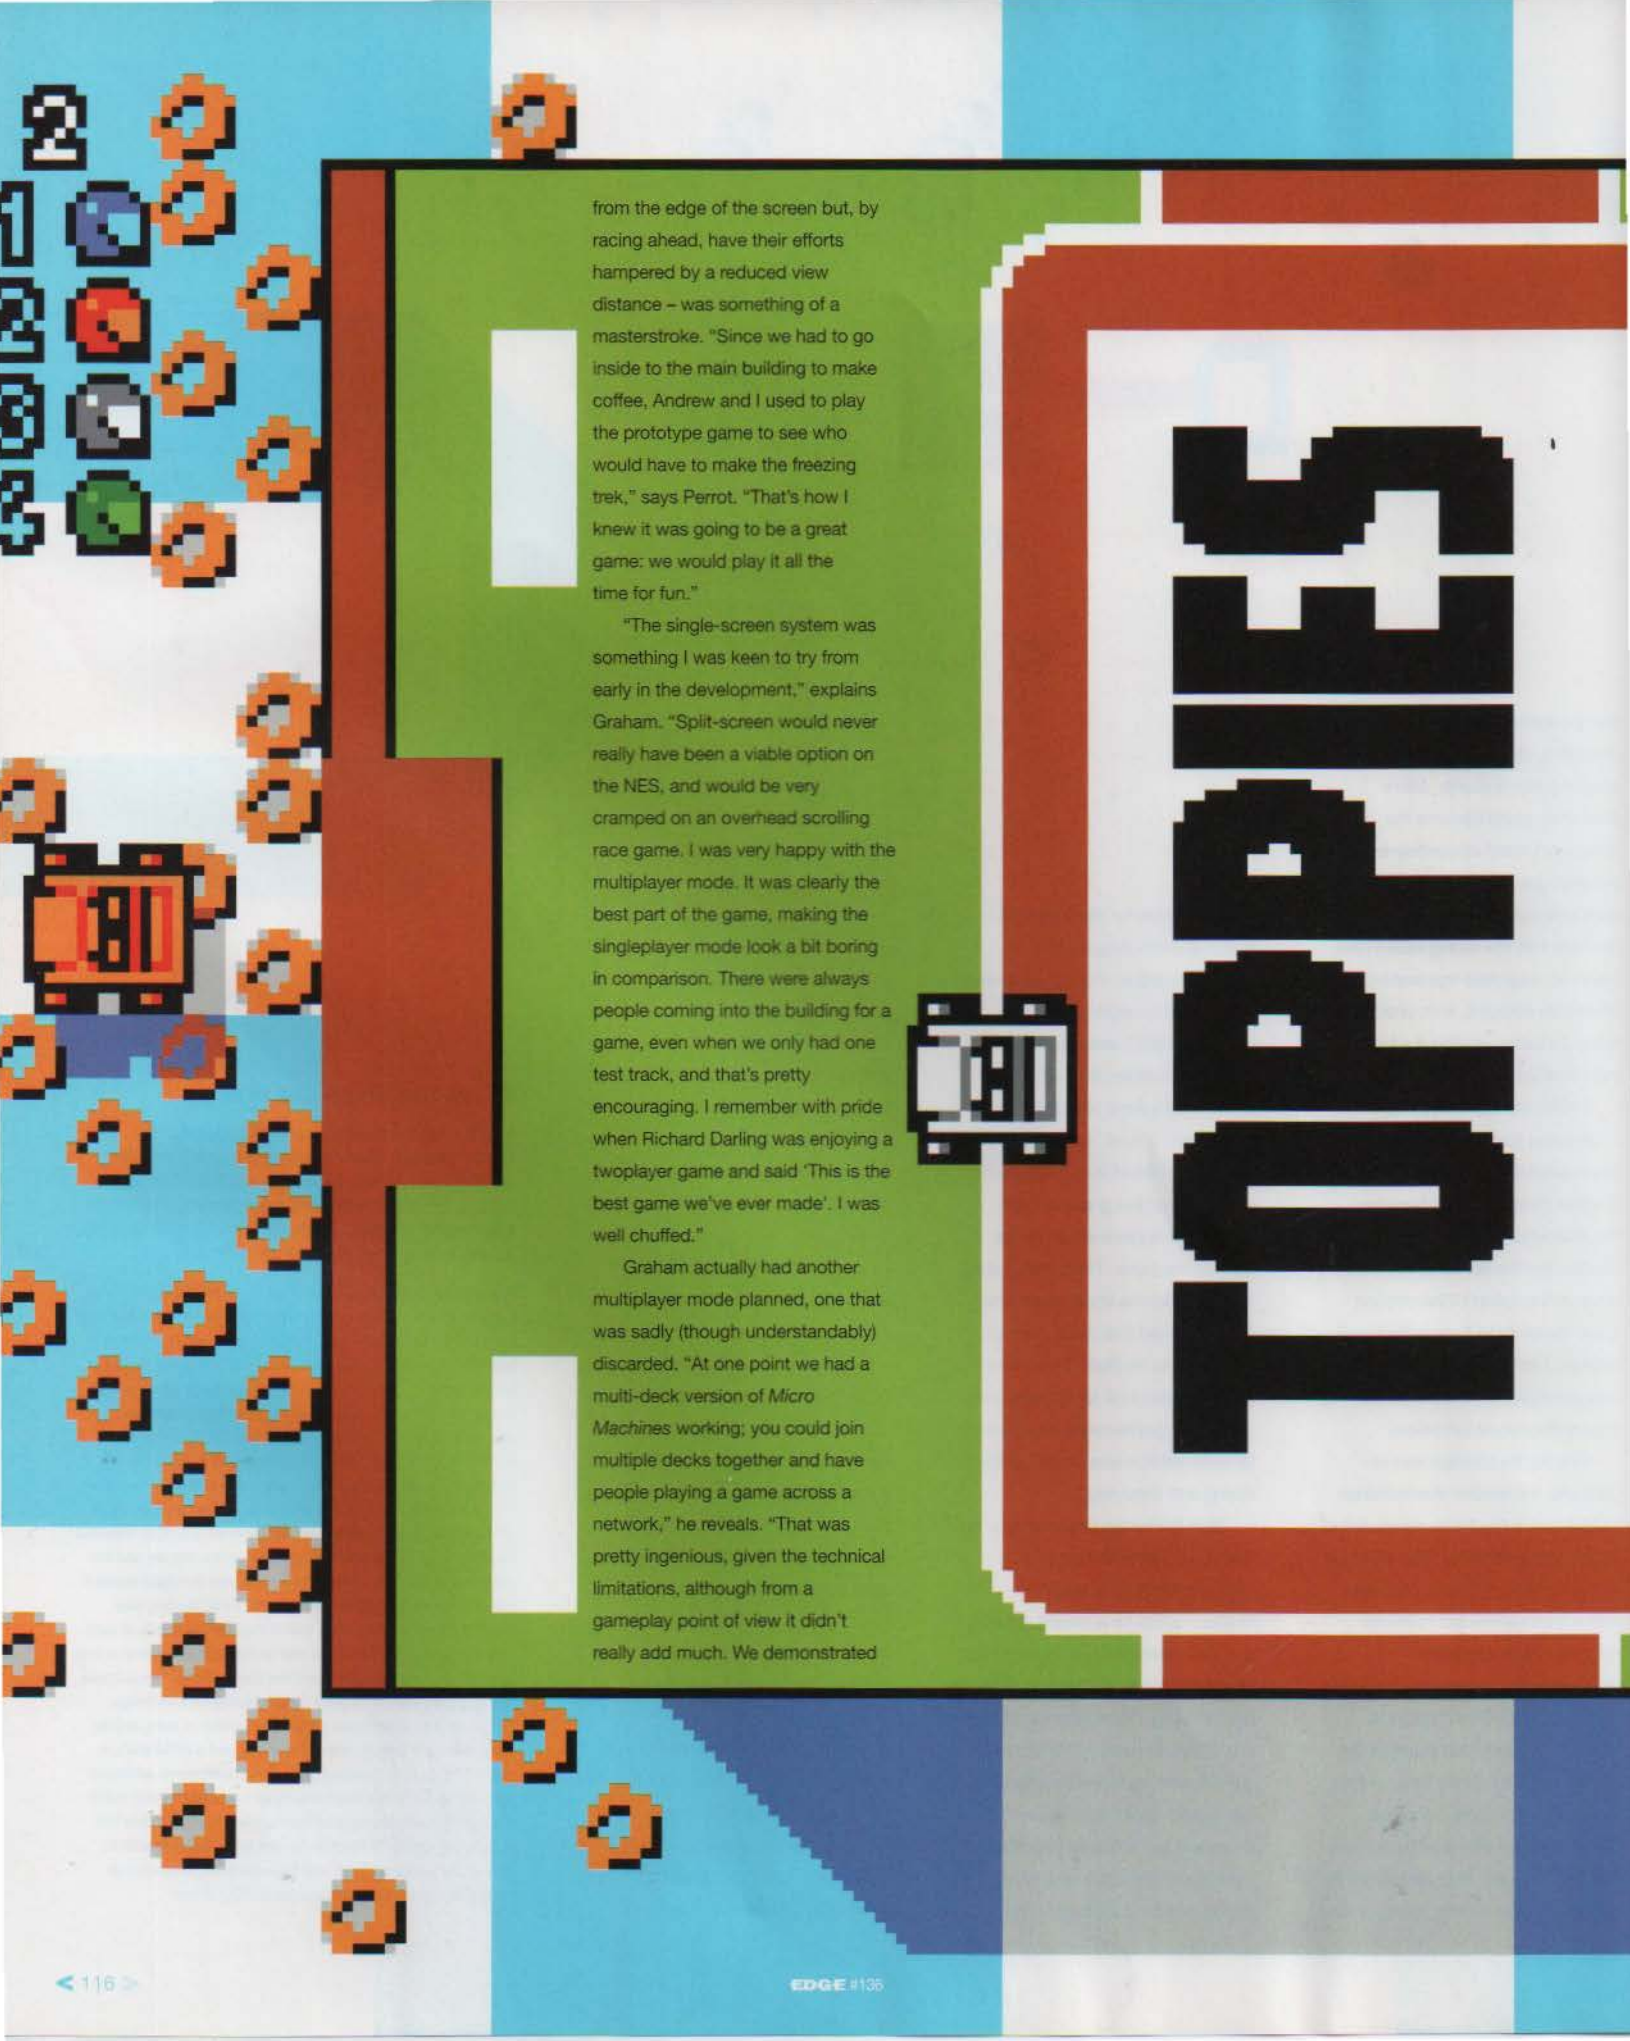 2
1
2
3
4
from the edge of the screen but, by
racing ahead, have their efforts
hampered by a reduced view
distance – was something of a
masterstroke. "Since we had to go
inside to the main building to make
coffee, Andrew and I used to play
the prototype game to see who
would have to make the freezing
trek," says Perrot. "That's how I
knew it was going to be a great
game: we would play it all the
time for fun."
"The single-screen system was
something I was keen to try from
early in the development," explains
Graham. "Split-screen would never
really have been a viable option on
the NES, and would be very
cramped on an overhead scrolling
race game. I was very happy with the
multiplayer mode. It was clearly the
best part of the game, making the
singleplayer mode look a bit boring
in comparison. There were always
people coming into the building for a
game, even when we only had one
test track, and that's pretty
encouraging. I remember with pride
when Richard Darling was enjoying a
twoplayer game and said 'This is the
best game we've ever made'. I was
well chuffed."
Graham actually had another
multiplayer mode planned, one that
was sadly (though understandably)
discarded. "At one point we had a
multi-deck version of Micro
Machines working; you could join
multiple decks together and have
people playing a game across a
network," he reveals. "That was
pretty ingenious, given the technical
limitations, although from a
gameplay point of view it didn't
really add much. We demonstrated
TOPPIES
< 116 >
EDGE #136